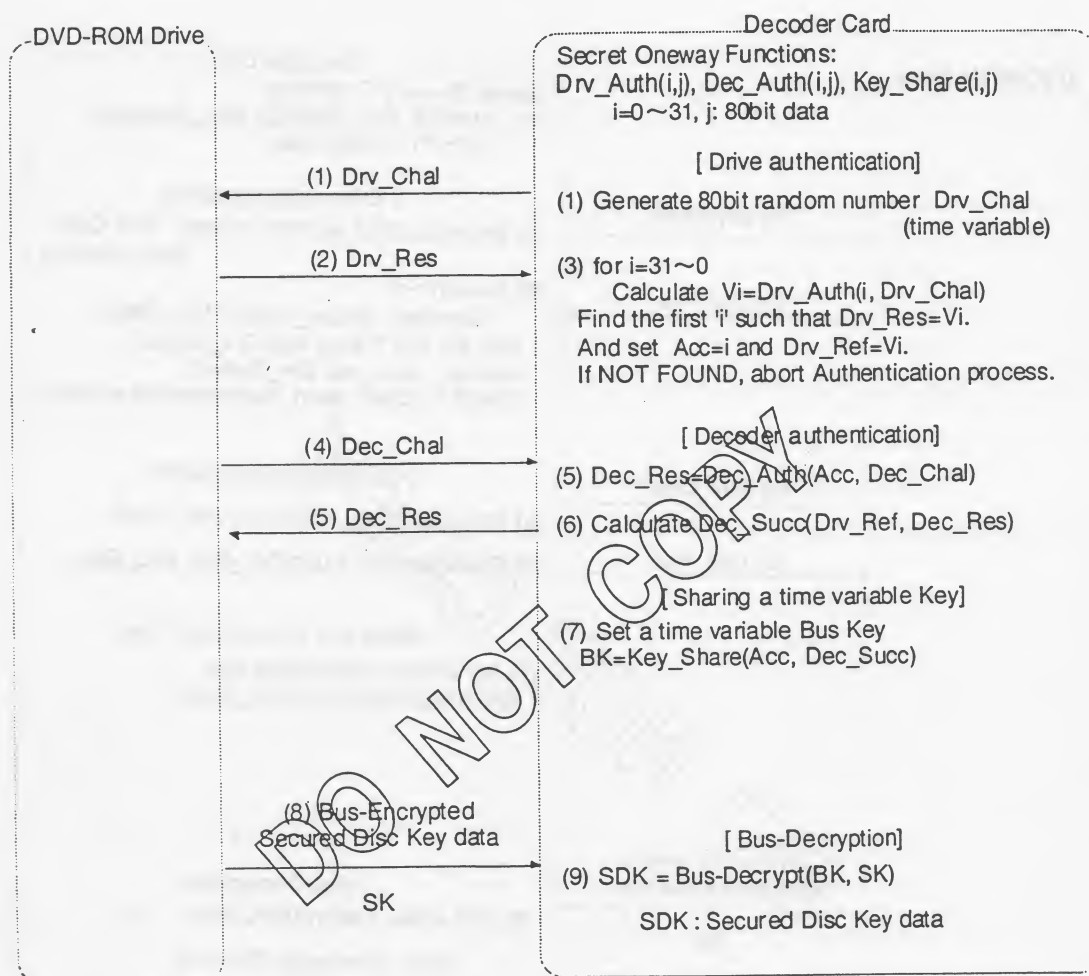 DVD-ROM Drive
Decoder Card
Secret Oneway Functions:
Drv_Auth(i,j), Dec_Auth(i,j), Key_Share(i,j)
i=0～31, j: 80bit data
[ Drive authentication]
(1) Drv_Chal
(1) Generate 80bit random number Drv_Chal
(time variable)
(2) Drv_Res
(3) for i=31～0
Calculate Vi=Drv_Auth(i, Drv_Chal)
Find the first 'i' such that Drv_Res=Vi.
And set Acc=i and Drv_Ref=Vi.
If NOT FOUND, abort Authentication process.
[ Decoder authentication]
(4) Dec_Chal
(5) Dec_Res=Dec_Auth(Acc, Dec_Chal)
(5) Dec_Res
(6) Calculate Dec_Succ(Drv_Ref, Dec_Res)
[ Sharing a time variable Key]
(7) Set a time variable Bus Key
BK=Key_Share(Acc, Dec_Succ)
(8) Bus-Encrypted
Secured Disc Key data
SK
[ Bus-Decryption]
(9) SDK = Bus-Decrypt(BK, SK)
SDK : Secured Disc Key data
DO NOT COPY